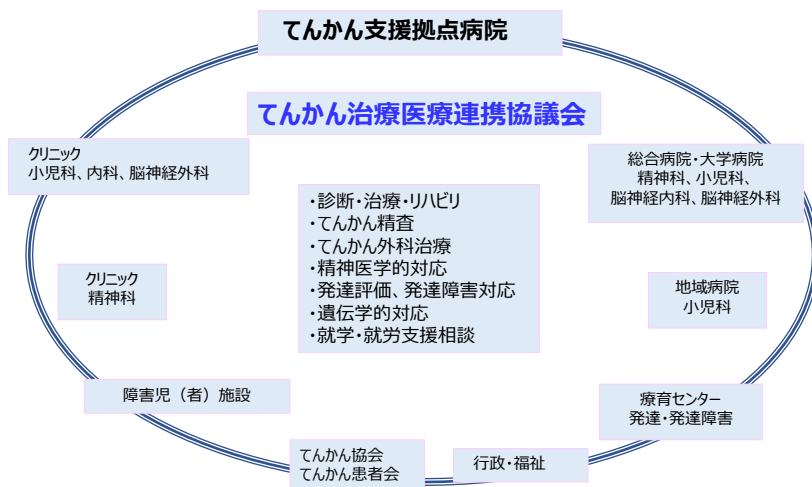 てんかん支援拠点病院
てんかん治療医療連携協議会
クリニック
小児科、内科、脳神経外科
総合病院・大学病院
精神科、小児科、
脳神経内科、脳神経外科
・診断・治療・リハビリ
・てんかん精査
・てんかん外科治療
・精神医学的対応
・発達評価、発達障害対応
・遺伝学的対応
・就学・就労支援相談
クリニック
精神科
地域病院
小児科
障害児（者）施設
療育センター
発達・発達障害
てんかん協会
てんかん患者会
行政・福祉